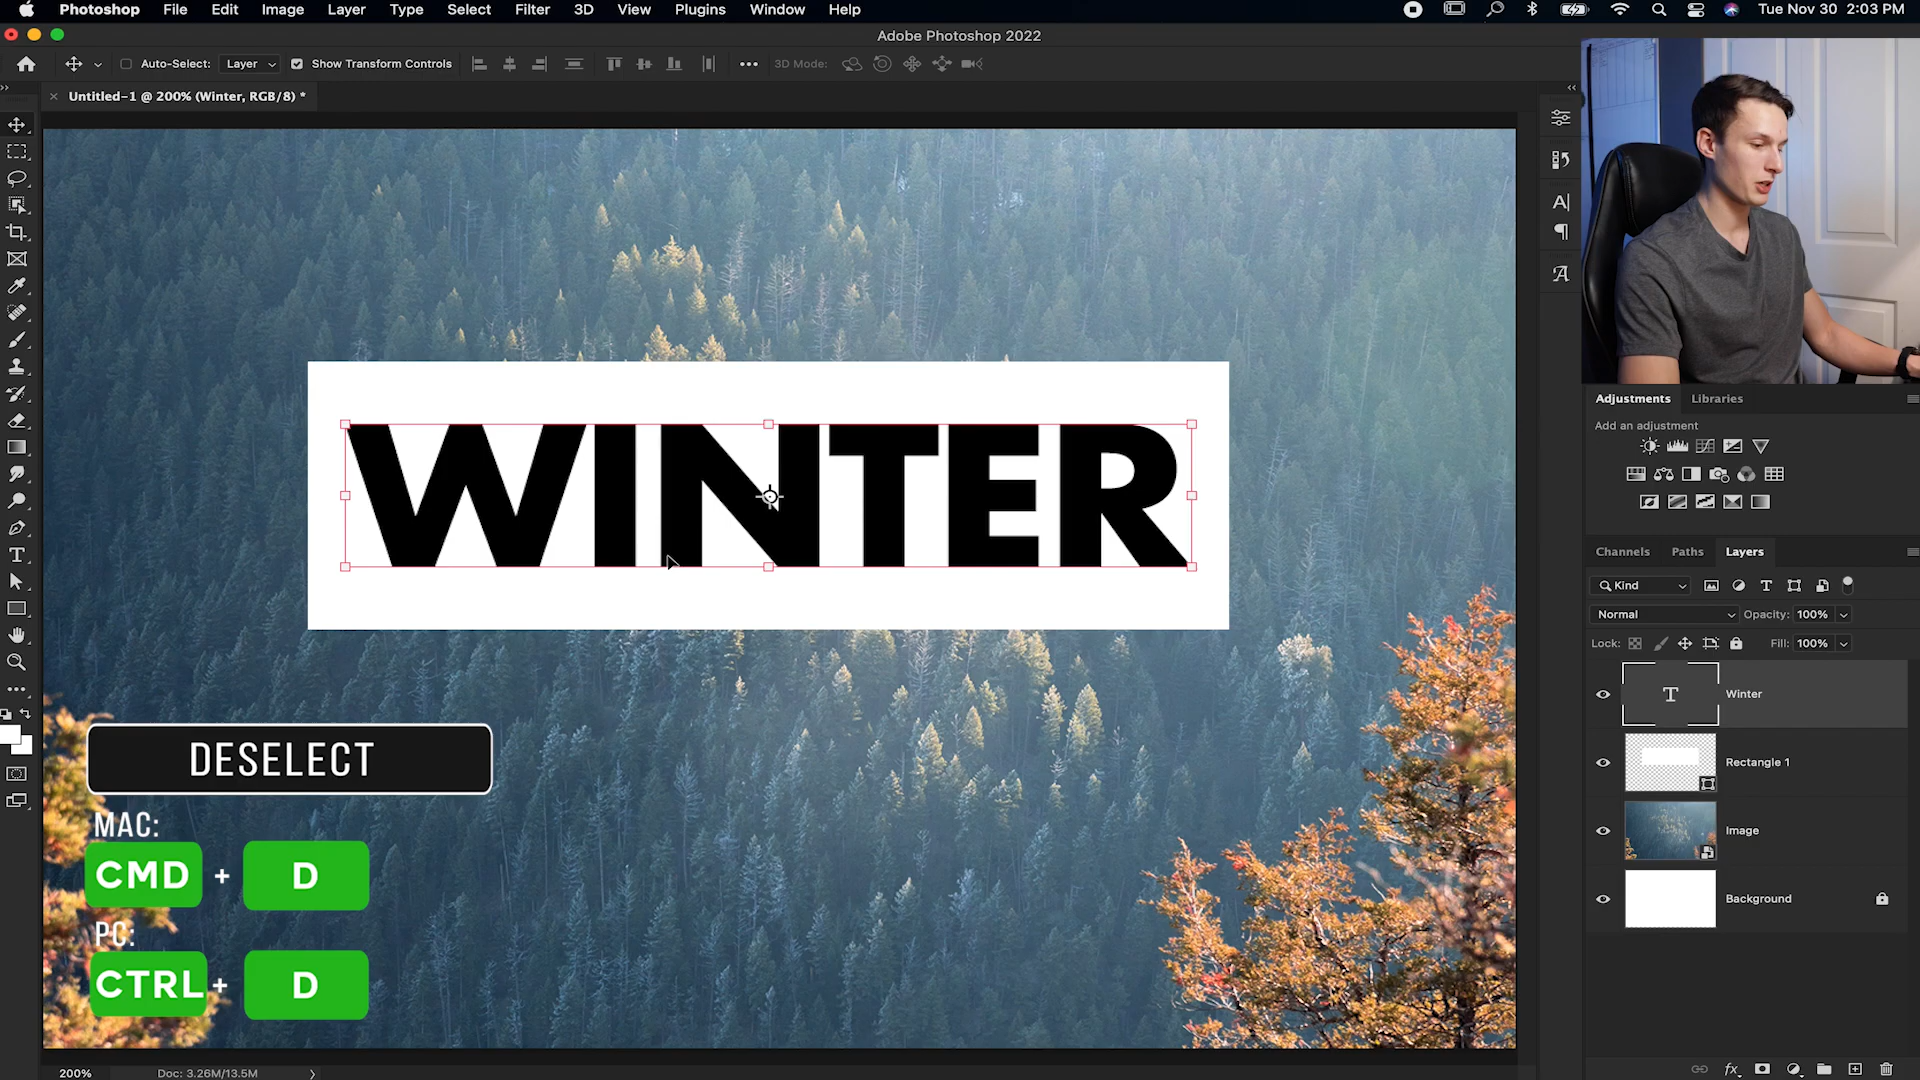 Photoshop File Edit Image Layer Type Select Filter 3D View Plugins Window Help Tue Nov 30 2:03 PM
Adobe Photoshop 2022
Auto-Select: Layer Show Transform Controls 3D Mode:
Untitled-1 @ 200% (Winter, RGB/8) *
WINTER
DESELECT
MAC:
CMD + D
PC:
CTRL + D
200% Doc: 3.26M/13.5M
Adjustments Libraries
Add an adjustment
Channels Paths Layers
Kind
Normal Opacity: 100%
Lock: Fill: 100%
Winter
Rectangle 1
Image
Background